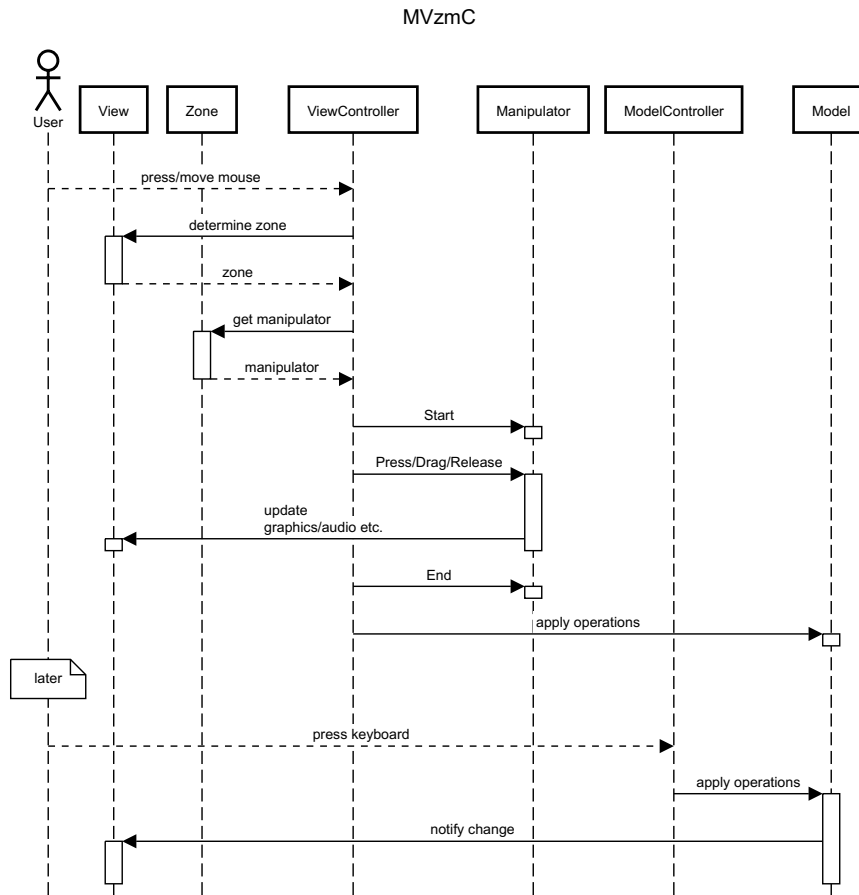 MVzmC
User
View
Zone
ViewController
Manipulator
ModelController
Model
press/move mouse
determine zone
zone
get manipulator
manipulator
Start
Press/Drag/Release
update
graphics/audio etc.
End
apply operations
later
press keyboard
apply operations
notify change